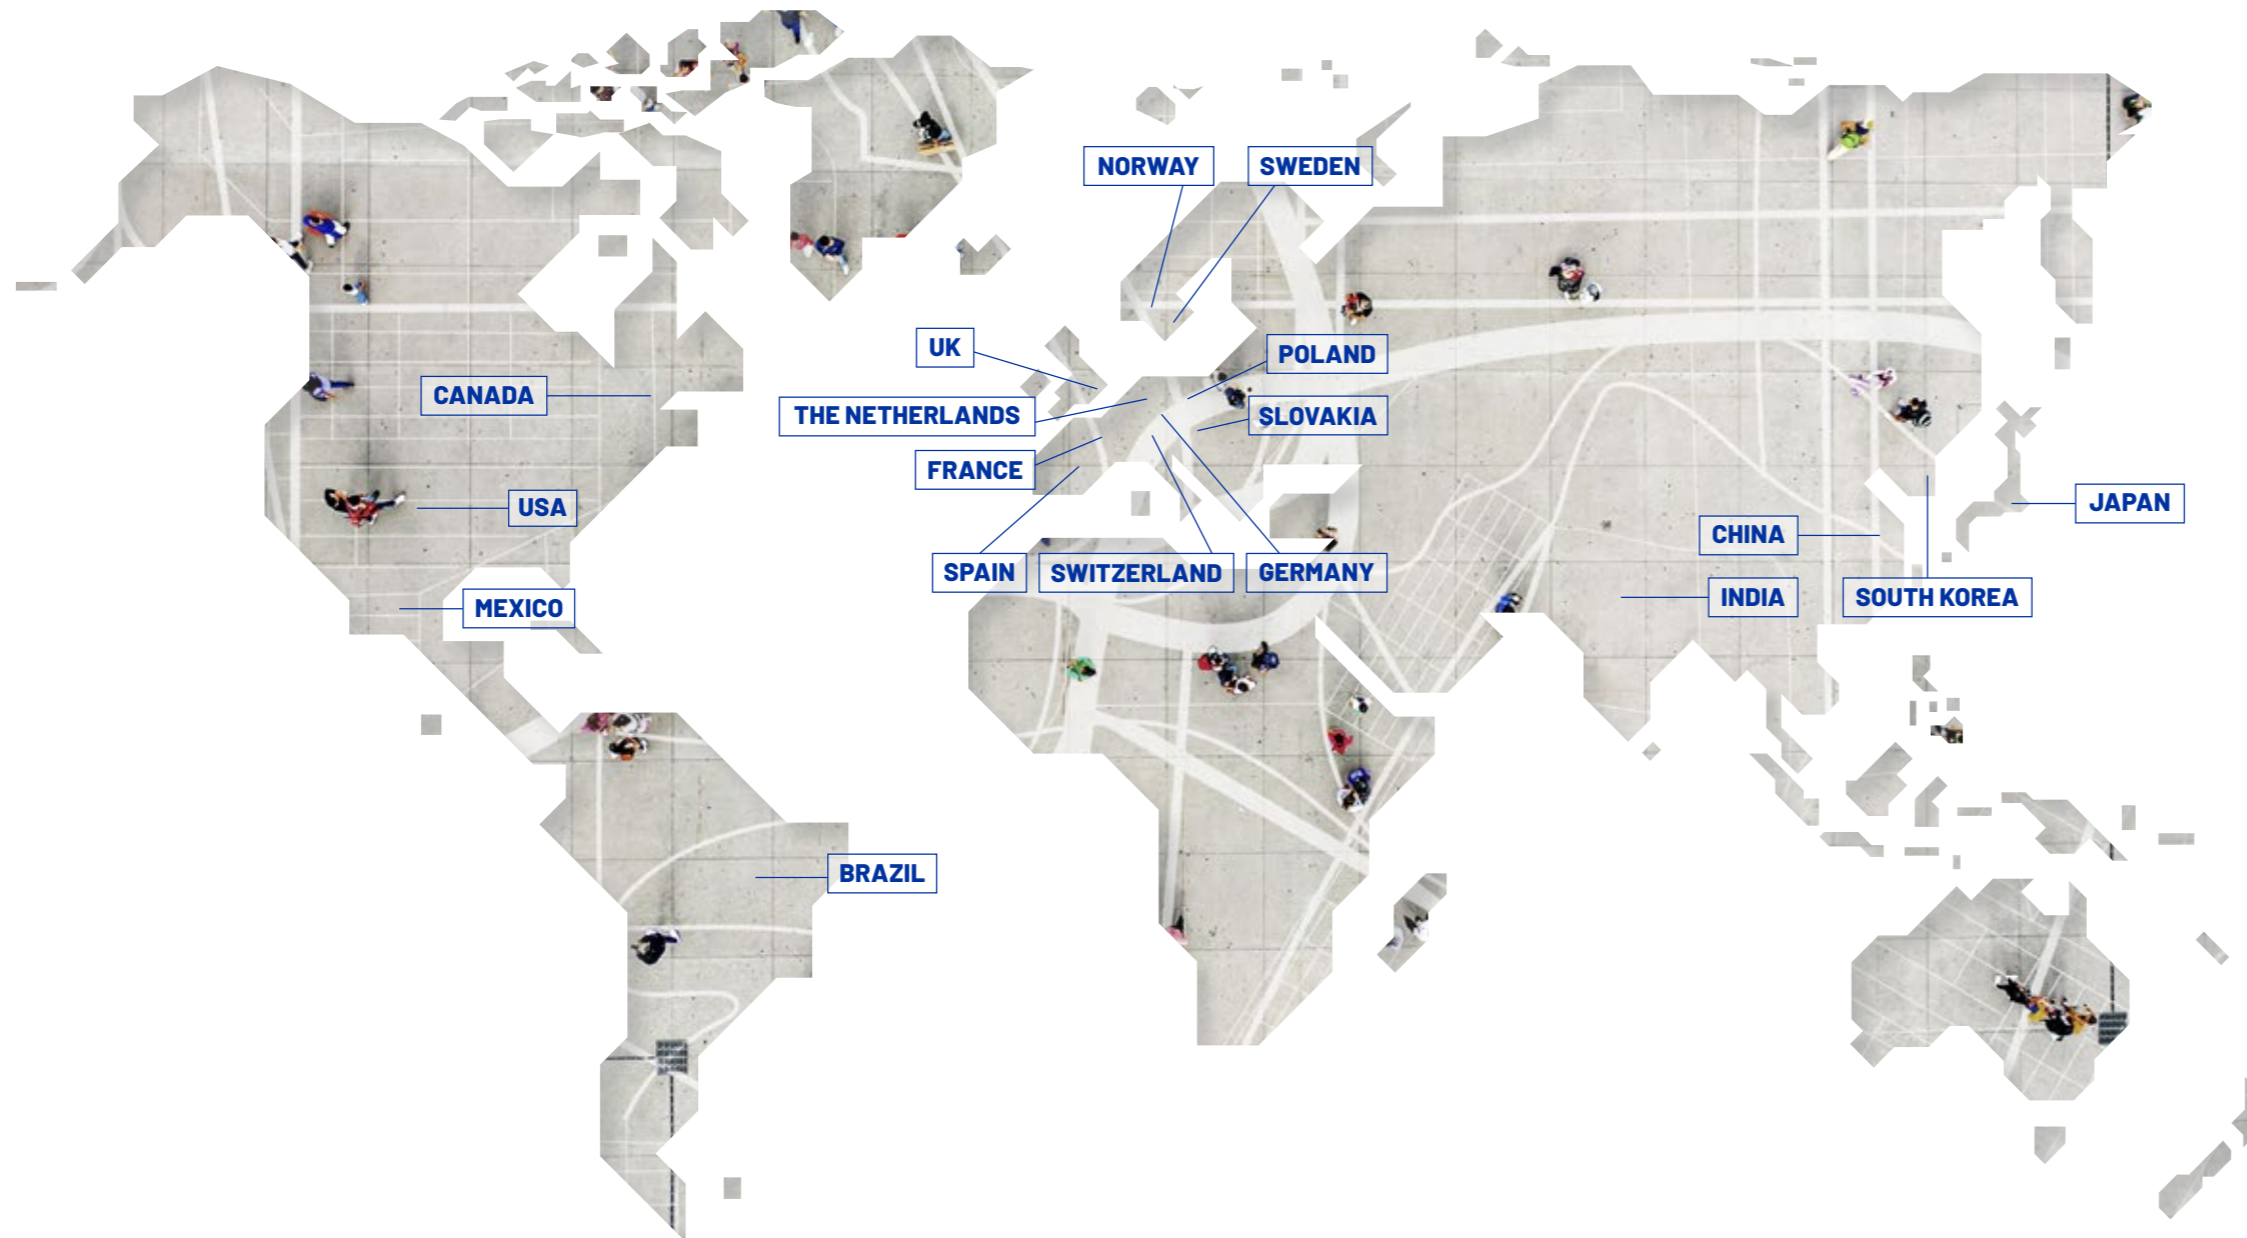 NORWAY
SWEDEN
UK
POLAND
CANADA
THE NETHERLANDS
SLOVAKIA
FRANCE
USA
JAPAN
CHINA
SPAIN
SWITZERLAND
GERMANY
INDIA
SOUTH KOREA
MEXICO
BRAZIL